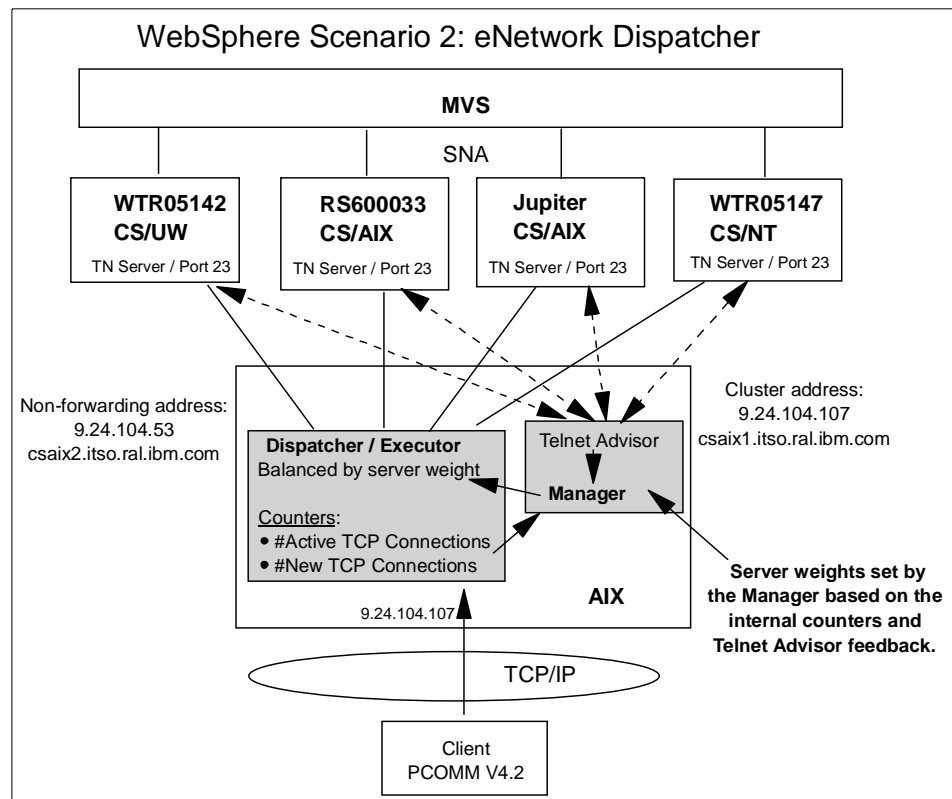 WebSphere Scenario 2: eNetwork Dispatcher
MVS
SNA
WTR05142
CS/UW
TN Server / Port 23
RS600033
CS/AIX
TN Server / Port 23
Jupiter
CS/AIX
TN Server / Port 23
WTR05147
CS/NT
TN Server / Port 23
Non-forwarding address:
9.24.104.53
csaix2.itso.ral.ibm.com
Cluster address:
9.24.104.107
csaix1.itso.ral.ibm.com
Dispatcher / Executor
Balanced by server weight
Counters:
• #Active TCP Connections
• #New TCP Connections
Telnet Advisor
Manager
AIX
Server weights set by
the Manager based on the
internal counters and
Telnet Advisor feedback.
9.24.104.107
TCP/IP
Client
PCOMM V4.2